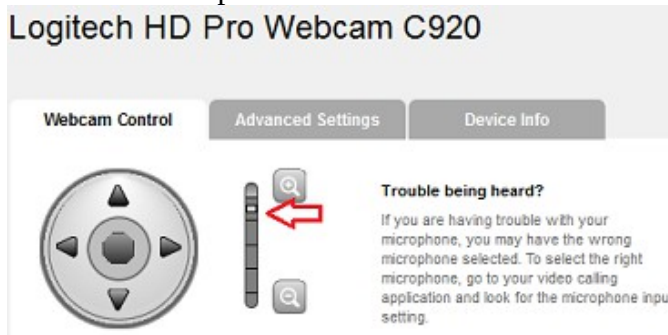 Logitech HD Pro Webcam C920
Webcam Control
Advanced Settings
Device Info
Trouble being heard?
If you are having trouble with your
microphone, you may have the wrong
microphone selected. To select the right
microphone, go to your video calling
application and look for the microphone inpu
setting.